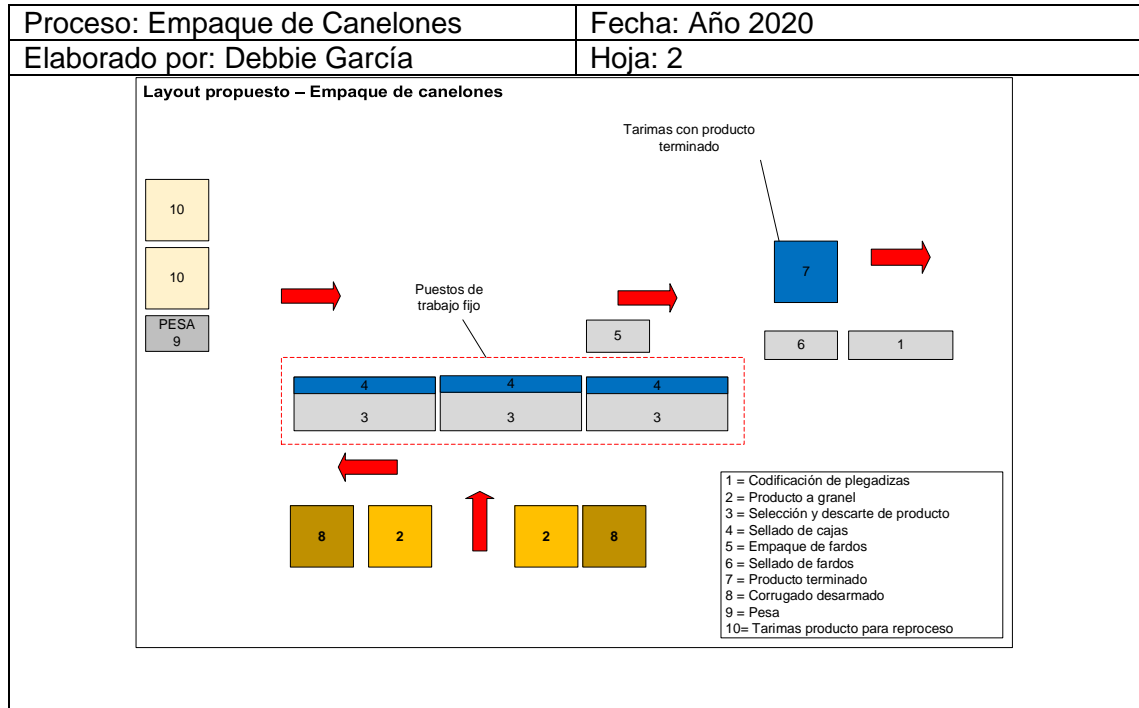 Proceso: Empaque de Canelones
Fecha: Año 2020
Elaborado por: Debbie García
Hoja: 2
Layout propuesto – Empaque de canelones
Tarimas con producto
terminado
10
10
PESA
9
Puestos de
trabajo fijo
7
5
6
1
4
4
4
3
3
3
8
2
2
8
1 = Codificación de plegadizas
2 = Producto a granel
3 = Selección y descarte de producto
4 = Sellado de cajas
5 = Empaque de fardos
6 = Sellado de fardos
7 = Producto terminado
8 = Corrugado desarmado
9 = Pesa
10= Tarimas producto para reproceso